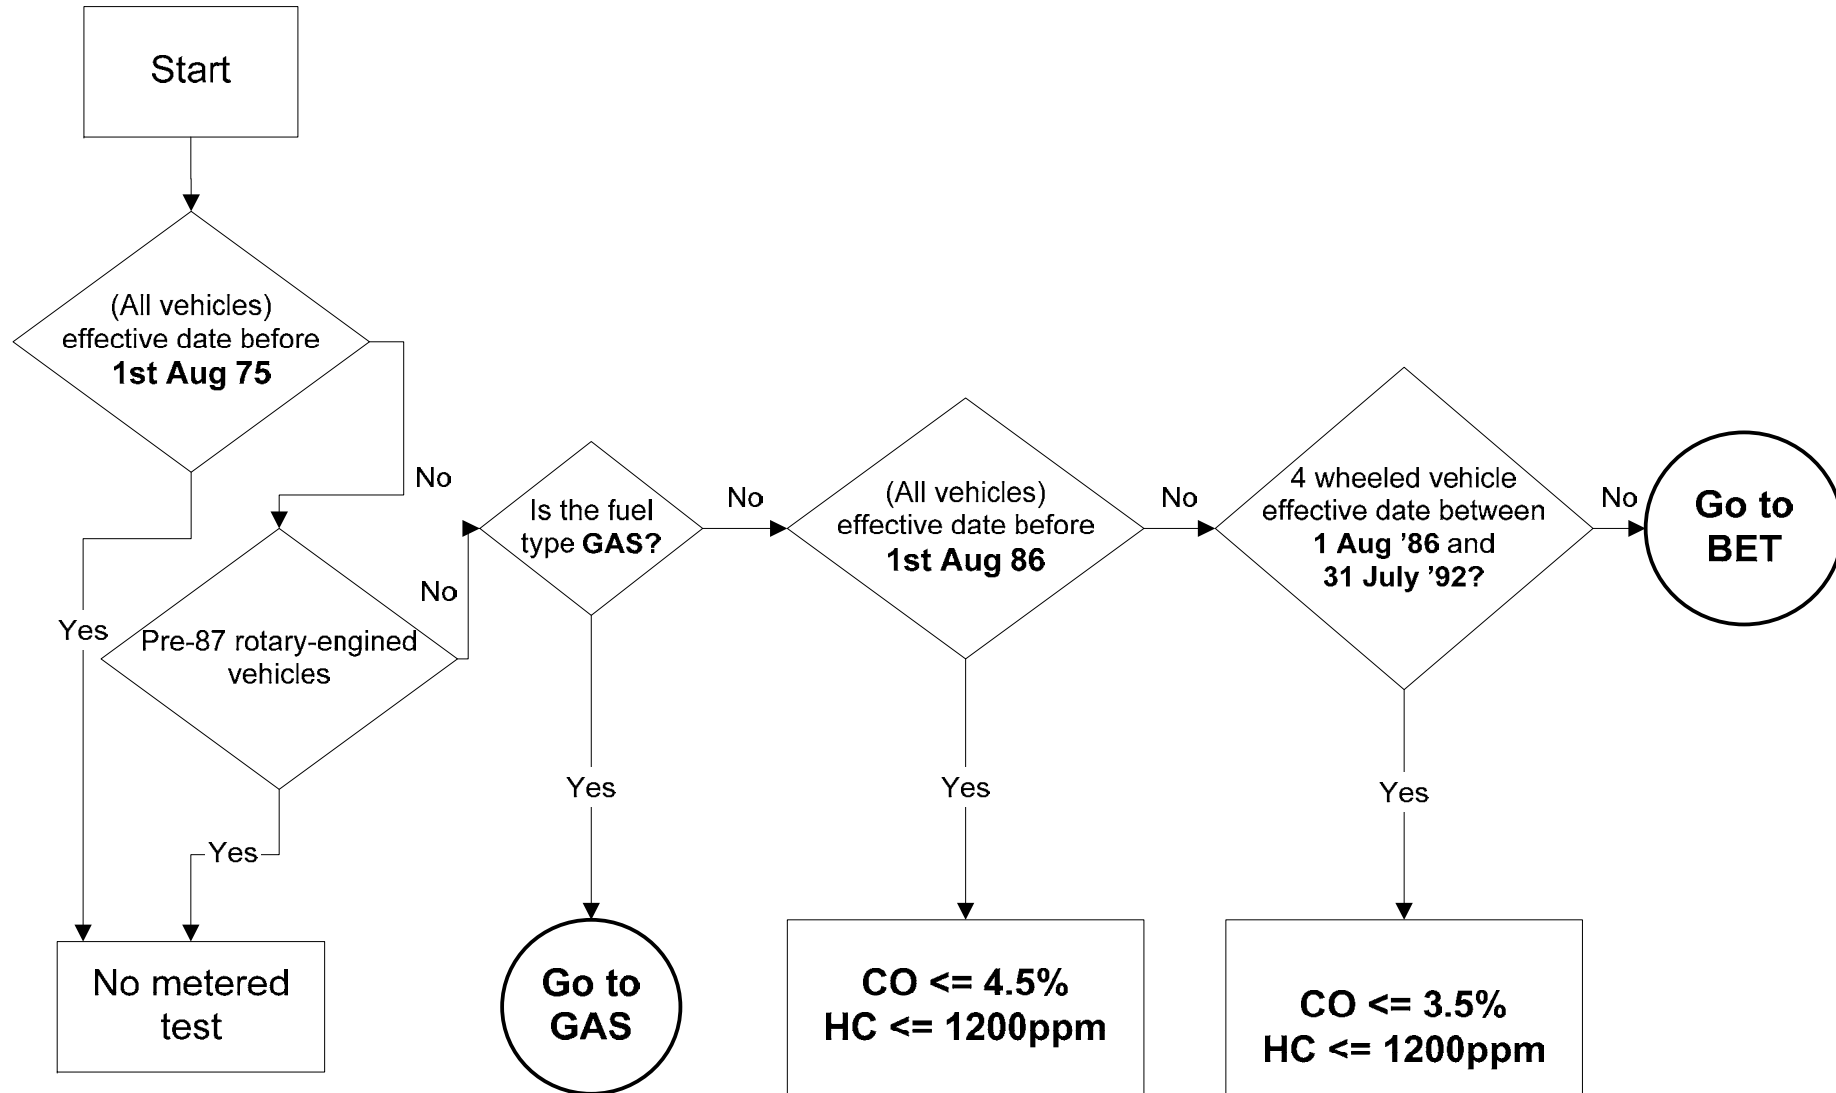 Start
(All vehicles)
effective date before
1st Aug 75
No
Yes
Pre-87 rotary-engined
vehicles
No
Yes
No metered
test
Is the fuel
type GAS?
No
Yes
Go to
GAS
(All vehicles)
effective date before
1st Aug 86
No
Yes
CO <= 4.5%
HC <= 1200ppm
4 wheeled vehicle
effective date between
1 Aug ’86 and
31 July ’92?
No
Yes
CO <= 3.5%
HC <= 1200ppm
Go to
BET